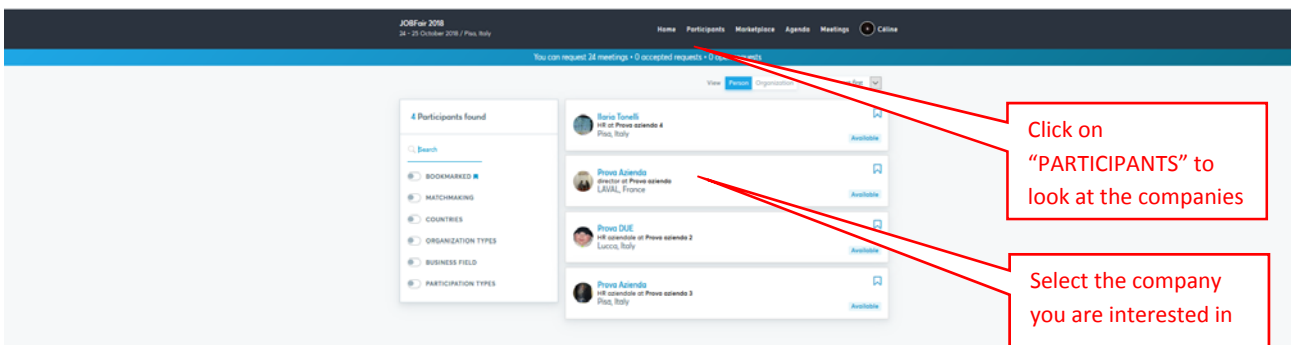 JOBFair 2018
24 - 25 October 2018 / Pisa, Italy
Home Participants Marketplace Agenda Meetings Céline
You can request 24 meetings • 0 accepted requests • 0 open requests
View Person Organization
4 Participants found
Search
BOOKMARKED
MATCHMAKING
COUNTRIES
ORGANIZATION TYPES
BUSINESS FIELD
PARTICIPATION TYPES
Ilaria Tonelli
HR at Prova azienda 4
Pisa, Italy
Available
Prova Azienda
director at Prova azienda
LAVAL, France
Available
Prova DUE
HR aziendale at Prova azienda 2
Lucca, Italy
Available
Prova Azienda
HR aziendale at Prova azienda 3
Pisa, Italy
Available
Click on
“PARTICIPANTS” to
look at the companies
Select the company
you are interested in